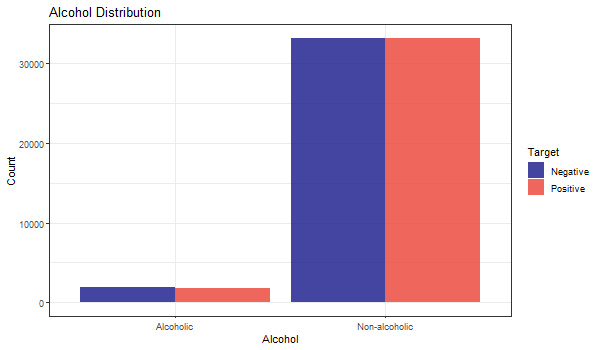 Alcohol Distribution
Count
30000
20000
10000
0
Alcoholic
Non-alcoholic
Alcohol
Target
Negative
Positive